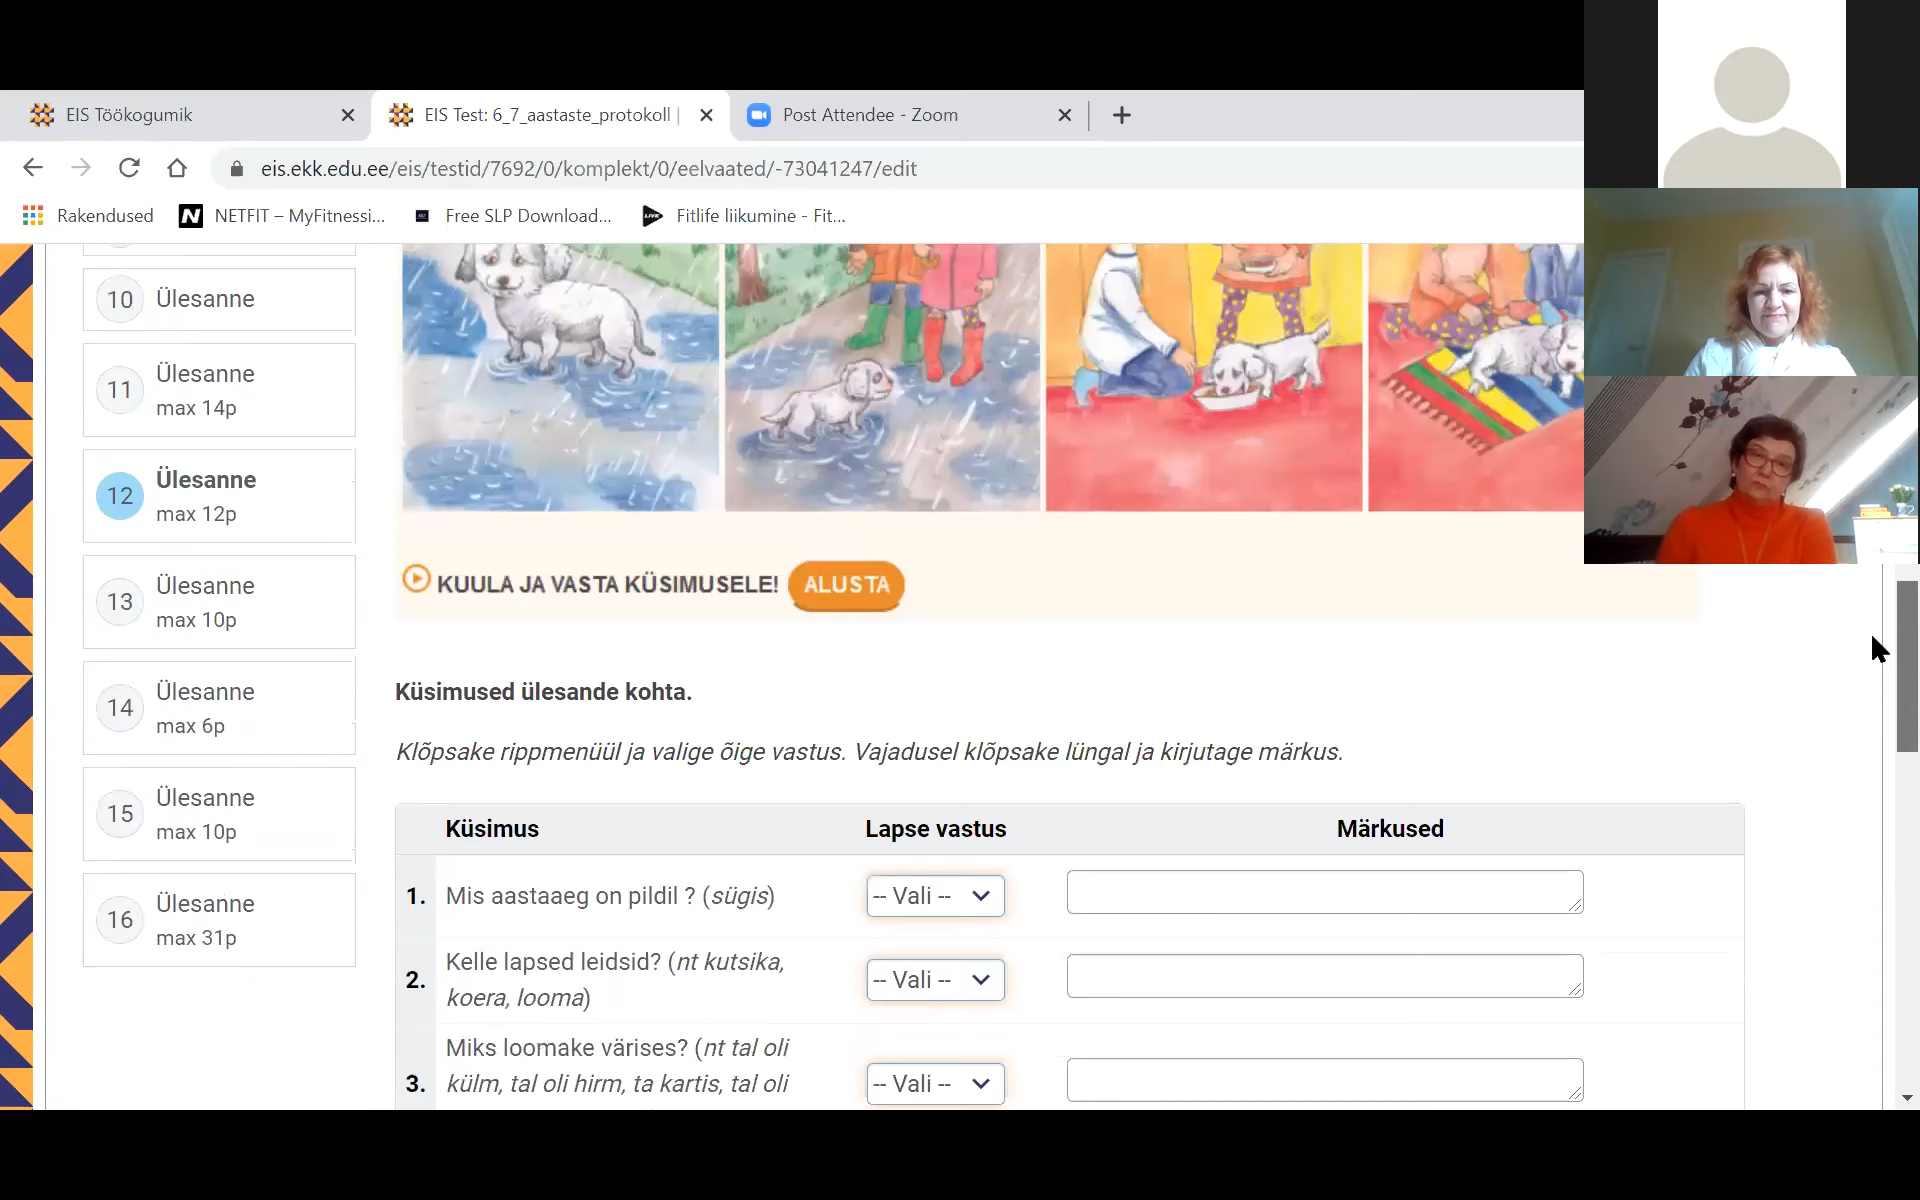 EIS Töökogumik
EIS Test: 6_7_aastaste_protokoll |
Post Attendee - Zoom
eis.ekk.edu.ee/eis/testid/7692/0/komplekt/0/eelvaated/-73041247/edit
Rakendused
NETFIT – MyFitnessi...
Free SLP Download...
LIVE
Fitlife liikumine - Fit...
10 Ülesanne
11 Ülesanne
max 14p
12 Ülesanne
max 12p
13 Ülesanne
max 10p
14 Ülesanne
max 6p
15 Ülesanne
max 10p
16 Ülesanne
max 31p
KUULA JA VASTA KÜSIMUSELE! ALUSTA
Küsimused ülesande kohta.
Klõpsake rippmenüül ja valige õige vastus. Vajadusel klõpsake lüngal ja kirjutage märkus.
Küsimus Lapse vastus Märkused
1. Mis aastaaeg on pildil ? (sügis) -- Vali --
2. Kelle lapsed leidsid? (nt kutsika,
koera, looma) -- Vali --
3. Miks loomake värises? (nt tal oli
külm, tal oli hirm, ta kartis, tal oli -- Vali --